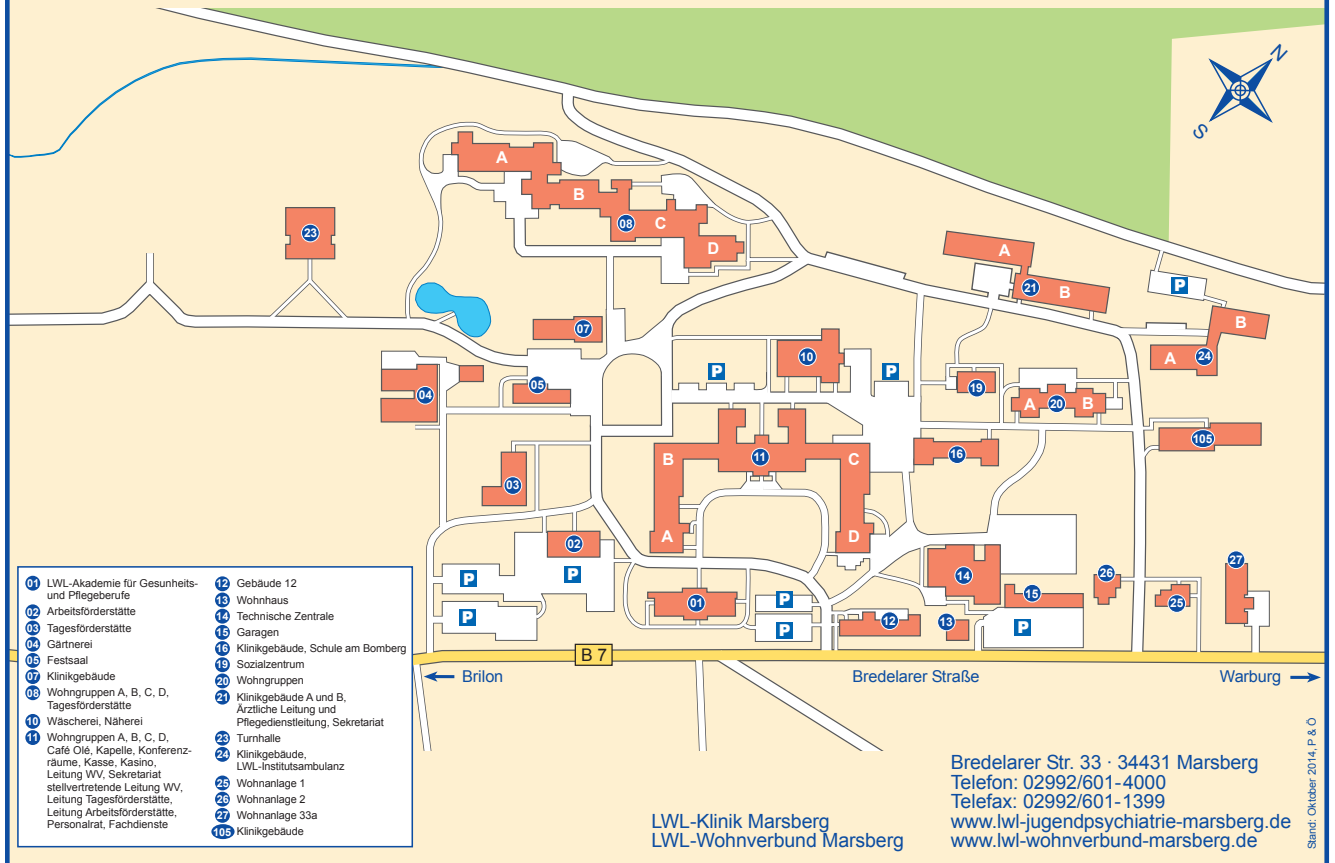 N
S
A
B
08
C
D
23
A
21
B
P
B
A
24
07
10
P
P
05
04
19
A
20
B
105
B
11
C
16
03
A
D
02
P
P
P
14
26
27
15
25
01
P
P
12
13
P
B 7
Brilon
Bredelarer Straße
Warburg
01 LWL-Akademie für Gesunheits-
und Pflegeberufe
02 Arbeitsförderstätte
03 Tagesförderstätte
04 Gärtnerei
05 Festsaal
07 Klinikgebäude
08 Wohngruppen A, B, C, D,
Tagesförderstätte
10 Wäscherei, Näherei
11 Wohngruppen A, B, C, D,
Café Olé, Kapelle, Konferenz-
räume, Kasse, Kasino,
Leitung WV, Sekretariat
stellvertretende Leitung WV,
Leitung Tagesförderstätte,
Leitung Arbeitsförderstätte,
Personalrat, Fachdienste
12 Gebäude 12
13 Wohnhaus
14 Technische Zentrale
15 Garagen
16 Klinikgebäude, Schule am Bomberg
19 Sozialzentrum
20 Wohngruppen
21 Klinikgebäude A und B,
Ärztliche Leitung und
Pflegedienstleitung, Sekretariat
23 Turnhalle
24 Klinikgebäude,
LWL-Institutsambulanz
25 Wohnanlage 1
26 Wohnanlage 2
27 Wohnanlage 33a
105 Klinikgebäude
LWL-Klinik Marsberg
LWL-Wohnverbund Marsberg
Bredelarer Str. 33 · 34431 Marsberg
Telefon: 02992/601-4000
Telefax: 02992/601-1399
www.lwl-jugendpsychiatrie-marsberg.de
www.lwl-wohnverbund-marsberg.de
Stand: Oktober 2014, P & Ö